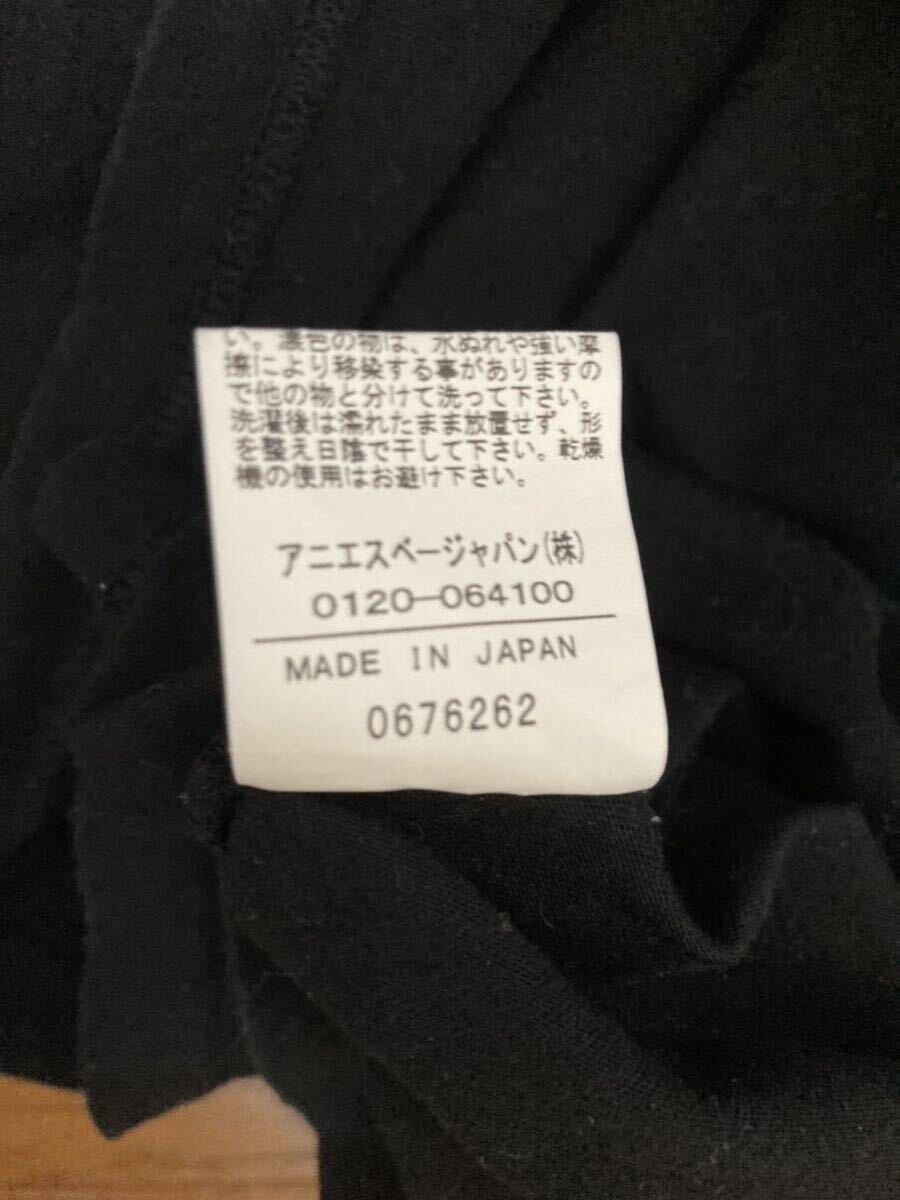 い。濃色の物は、水ぬれや強い摩
擦により移染する事がありますの
で他の物と分けて洗って下さい。
洗濯後は濡れたまま放置せず、形
を整え日陰で干して下さい。乾燥
機の使用はお避け下さい。
アニエスベージャパン(株)
0120-064100
MADE IN JAPAN
0676262